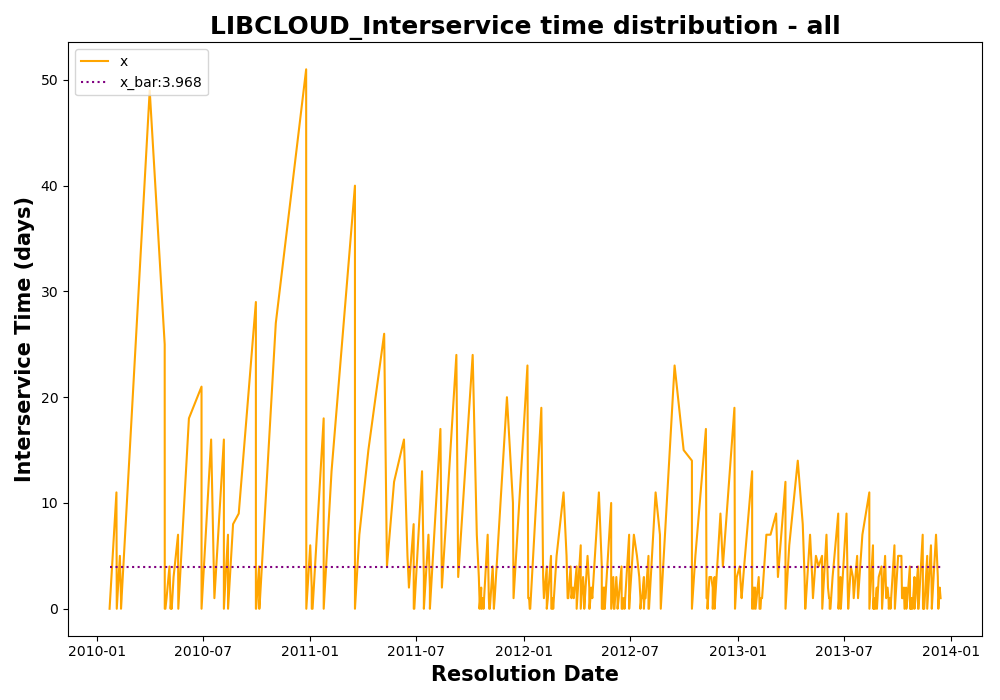 LIBCLOUD_Interservice time distribution - all
x
x_bar:3.968
Interservice Time (days)
50
40
30
20
10
0
2010-01 2010-07 2011-01 2011-07 2012-01 2012-07 2013-01 2013-07 2014-01
Resolution Date